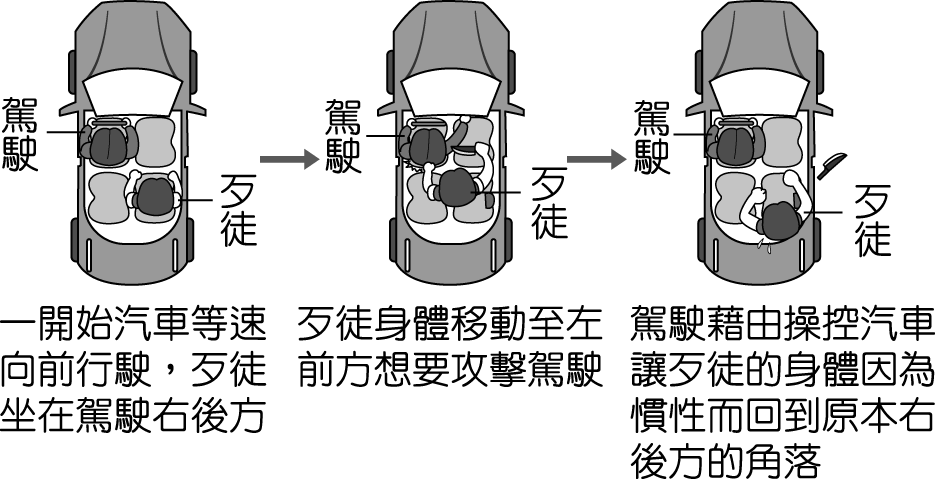 駕駛
歹徒
駕駛
歹徒
駕駛
歹徒
一開始汽車等速
向前行駛，歹徒
坐在駕駛右後方
歹徒身體移動至左
前方想要攻擊駕駛
駕駛藉由操控汽車
讓歹徒的身體因為
慣性而回到原本右
後方的角落